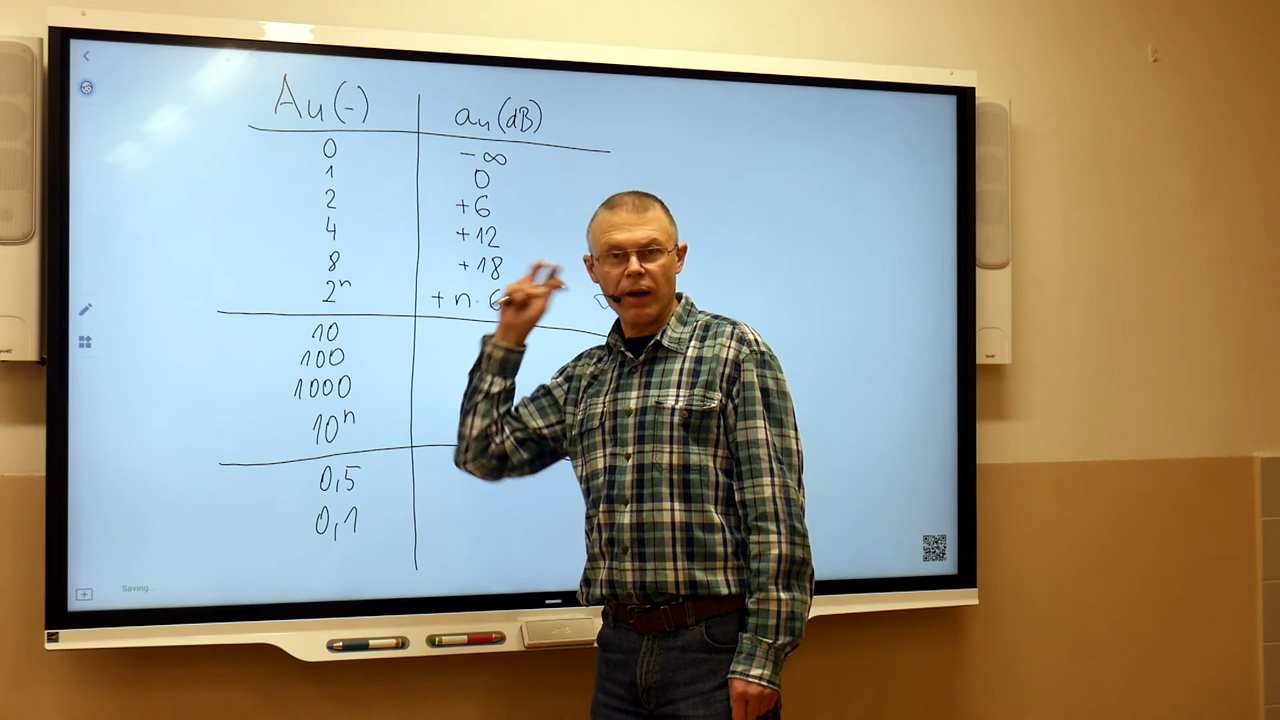 Au(-) au(dB)
0 -∞
1 0
2 +6
4 +12
8 +18
2ⁿ +n·6
10
100
1000
10ⁿ
0,5
0,1
Saving...